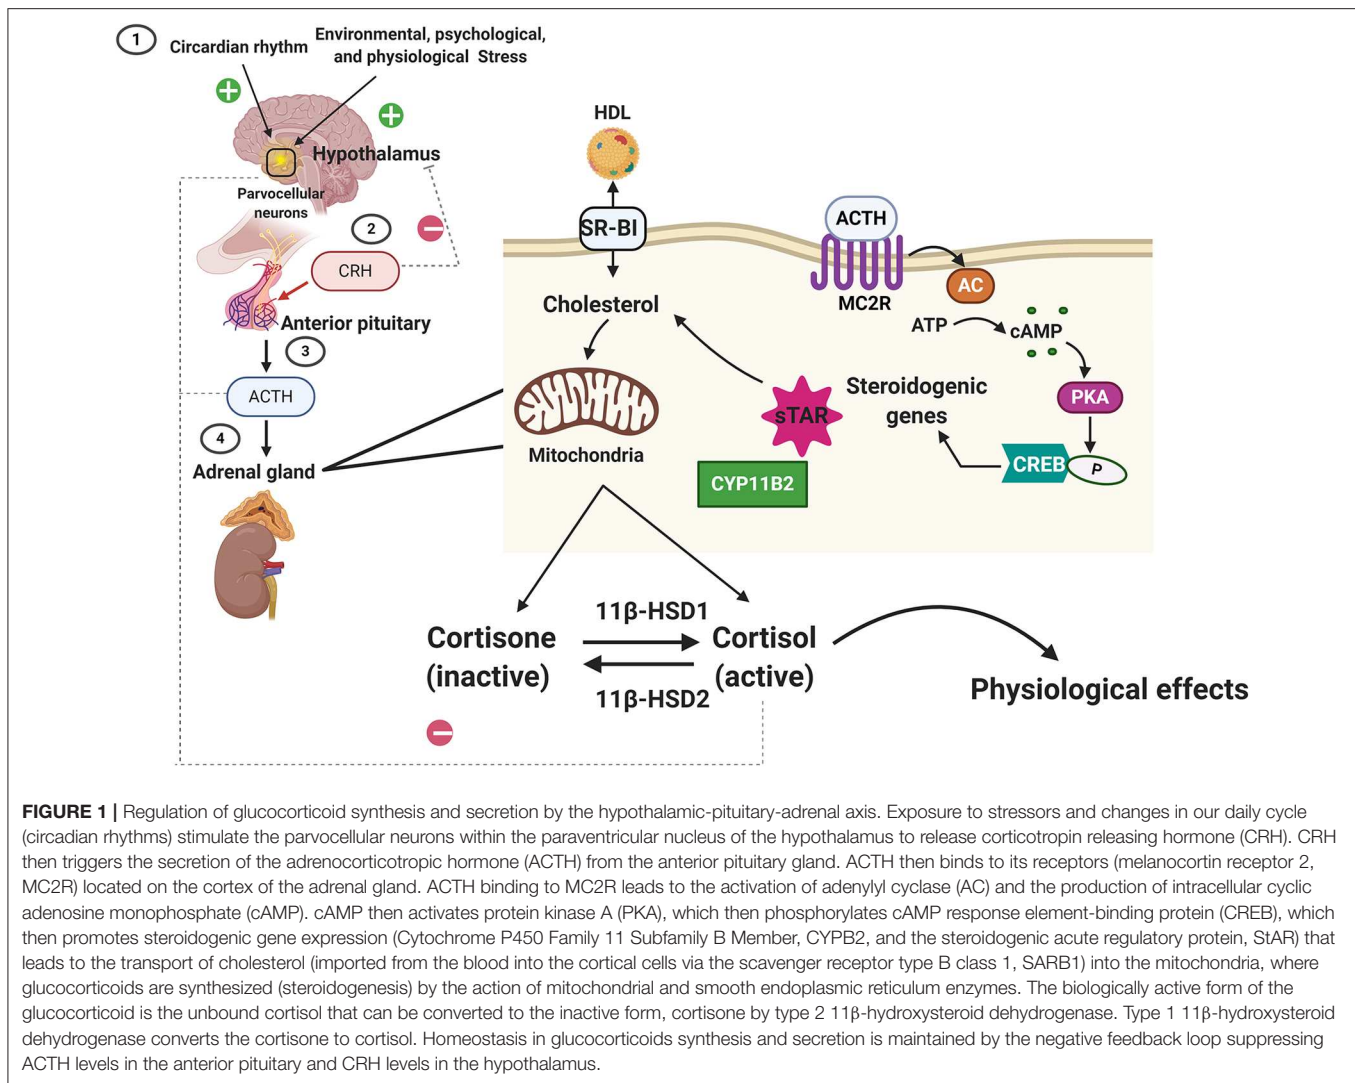 1
Circardian rhythm
Environmental, psychological,
and physiological Stress
Hypothalamus
Parvocellular
neurons
2
CRH
Anterior pituitary
3
ACTH
4
Adrenal gland
HDL
SR-BI
Cholesterol
Mitochondria
ACTH
MC2R
AC
ATP
cAMP
PKA
P
CREB
Steroidogenic
genes
sTAR
CYP11B2
Cortisone
(inactive)
11β-HSD1
11β-HSD2
Cortisol
(active)
Physiological effects
FIGURE 1 | Regulation of glucocorticoid synthesis and secretion by the hypothalamic-pituitary-adrenal axis. Exposure to stressors and changes in our daily cycle
(circadian rhythms) stimulate the parvocellular neurons within the paraventricular nucleus of the hypothalamus to release corticotropin releasing hormone (CRH). CRH
then triggers the secretion of the adrenocorticotropic hormone (ACTH) from the anterior pituitary gland. ACTH then binds to its receptors (melanocortin receptor 2,
MC2R) located on the cortex of the adrenal gland. ACTH binding to MC2R leads to the activation of adenylyl cyclase (AC) and the production of intracellular cyclic
adenosine monophosphate (cAMP). cAMP then activates protein kinase A (PKA), which then phosphorylates cAMP response element-binding protein (CREB), which
then promotes steroidogenic gene expression (Cytochrome P450 Family 11 Subfamily B Member, CYPB2, and the steroidogenic acute regulatory protein, StAR) that
leads to the transport of cholesterol (imported from the blood into the cortical cells via the scavenger receptor type B class 1, SARB1) into the mitochondria, where
glucocorticoids are synthesized (steroidogenesis) by the action of mitochondrial and smooth endoplasmic reticulum enzymes. The biologically active form of the
glucocorticoid is the unbound cortisol that can be converted to the inactive form, cortisone by type 2 11β-hydroxysteroid dehydrogenase. Type 1 11β-hydroxysteroid
dehydrogenase converts the cortisone to cortisol. Homeostasis in glucocorticoids synthesis and secretion is maintained by the negative feedback loop suppressing
ACTH levels in the anterior pituitary and CRH levels in the hypothalamus.